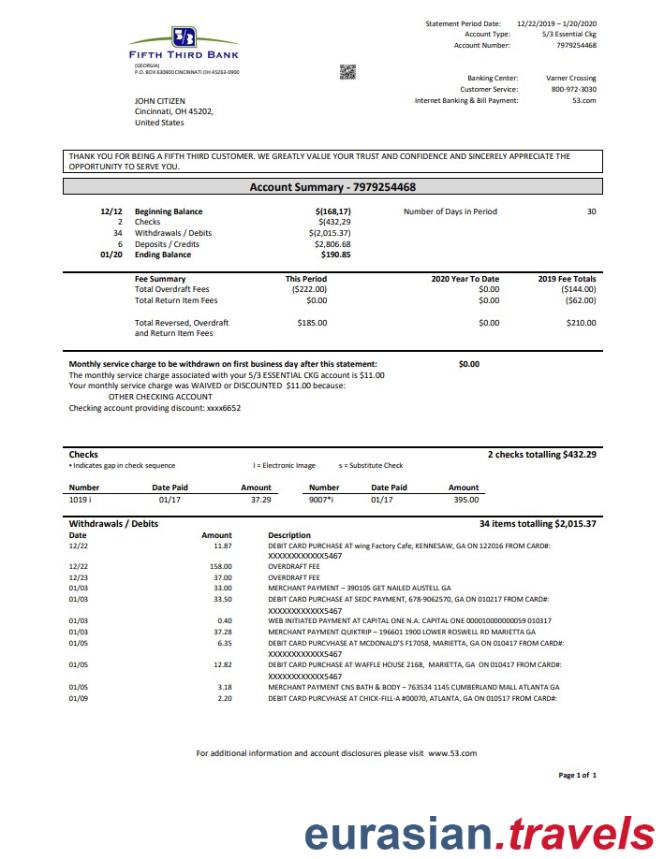 Statement Period Date: 12/22/2019 – 1/20/2020
Account Type: 5/3 Essential Ckg
Account Number: 7979254468
FIFTH THIRD BANK
(GEORGIA)
P.O. BOX 630900 CINCINNATI OH 45263-0900
Banking Center: Varner Crossing
Customer Service: 800-972-3030
Internet Banking & Bill Payment: 53.com
JOHN CITIZEN
Cincinnati, OH 45202,
United States
THANK YOU FOR BEING A FIFTH THIRD CUSTOMER. WE GREATLY VALUE YOUR TRUST AND CONFIDENCE AND SINCERELY APPRECIATE THE
OPPORTUNITY TO SERVE YOU.
Account Summary - 7979254468
12/12 Beginning Balance $(168,17) Number of Days in Period 30
2 Checks $(432,29
34 Withdrawals / Debits $(2,015.37)
6 Deposits / Credits $2,806.68
01/20 Ending Balance $190.85
Fee Summary This Period 2020 Year To Date 2019 Fee Totals
Total Overdraft Fees ($222.00) $0.00 ($144.00)
Total Return Item Fees $0.00 $0.00 ($62.00)
Total Reversed, Overdraft $185.00 $0.00 $210.00
and Return Item Fees
Monthly service charge to be withdrawn on first business day after this statement: $0.00
The monthly service charge associated with your 5/3 ESSENTIAL CKG account is $11.00
Your monthly service charge was WAIVED or DISCOUNTED $11.00 because:
OTHER CHECKING ACCOUNT
Checking account providing discount: xxxx6652
Checks 2 checks totalling $432.29
• Indicates gap in check sequence I = Electronic Image s = Substitute Check
Number Date Paid Amount Number Date Paid Amount
1019 i 01/17 37.29 9007*i 01/17 395.00
Withdrawals / Debits 34 items totalling $2,015.37
Date Amount Description
12/22 11.87 DEBIT CARD PURCHASE AT wing Factory Cafe, KENNESAW, GA ON 122016 FROM CARD#:
XXXXXXXXXXXX5467
12/22 158.00 OVERDRAFT FEE
12/23 37.00 OVERDRAFT FEE
01/03 33.00 MERCHANT PAYMENT – 390105 GET NAILED AUSTELL GA
01/03 33.50 DEBIT CARD PURCHASE AT SEDC PAYMENT, 678-9062570, GA ON 010217 FROM CARD#:
XXXXXXXXXXXX5467
01/03 0.40 WEB INITIATED PAYMENT AT CAPITAL ONE N.A. CAPITAL ONE 000010000000059 010317
01/03 37.28 MERCHANT PAYMENT QUIKTRIP – 196601 1900 LOWER ROSWELL RD MARIETTA GA
01/05 6.35 DEBIT CARD PURCVHASE AT MCDONALD'S F17058, MARIETTA, GA ON 010417 FROM CARD#:
XXXXXXXXXXXX5467
01/05 12.82 DEBIT CARD PURCHASE AT WAFFLE HOUSE 2168, MARIETTA, GA ON 010417 FROM CARD#:
XXXXXXXXXXXX5467
01/05 3.18 MERCHANT PAYMENT CNS BATH & BODY – 763534 1145 CUMBERLAND MALL ATLANTA GA
01/09 2.20 DEBIT CARD PURCVHASE AT CHICK-FILL-A #00070, ATLANTA, GA ON 010517 FROM CARD#:
For additional information and account disclosures please visit www.53.com
Page 1 of 1
eurasian.travels